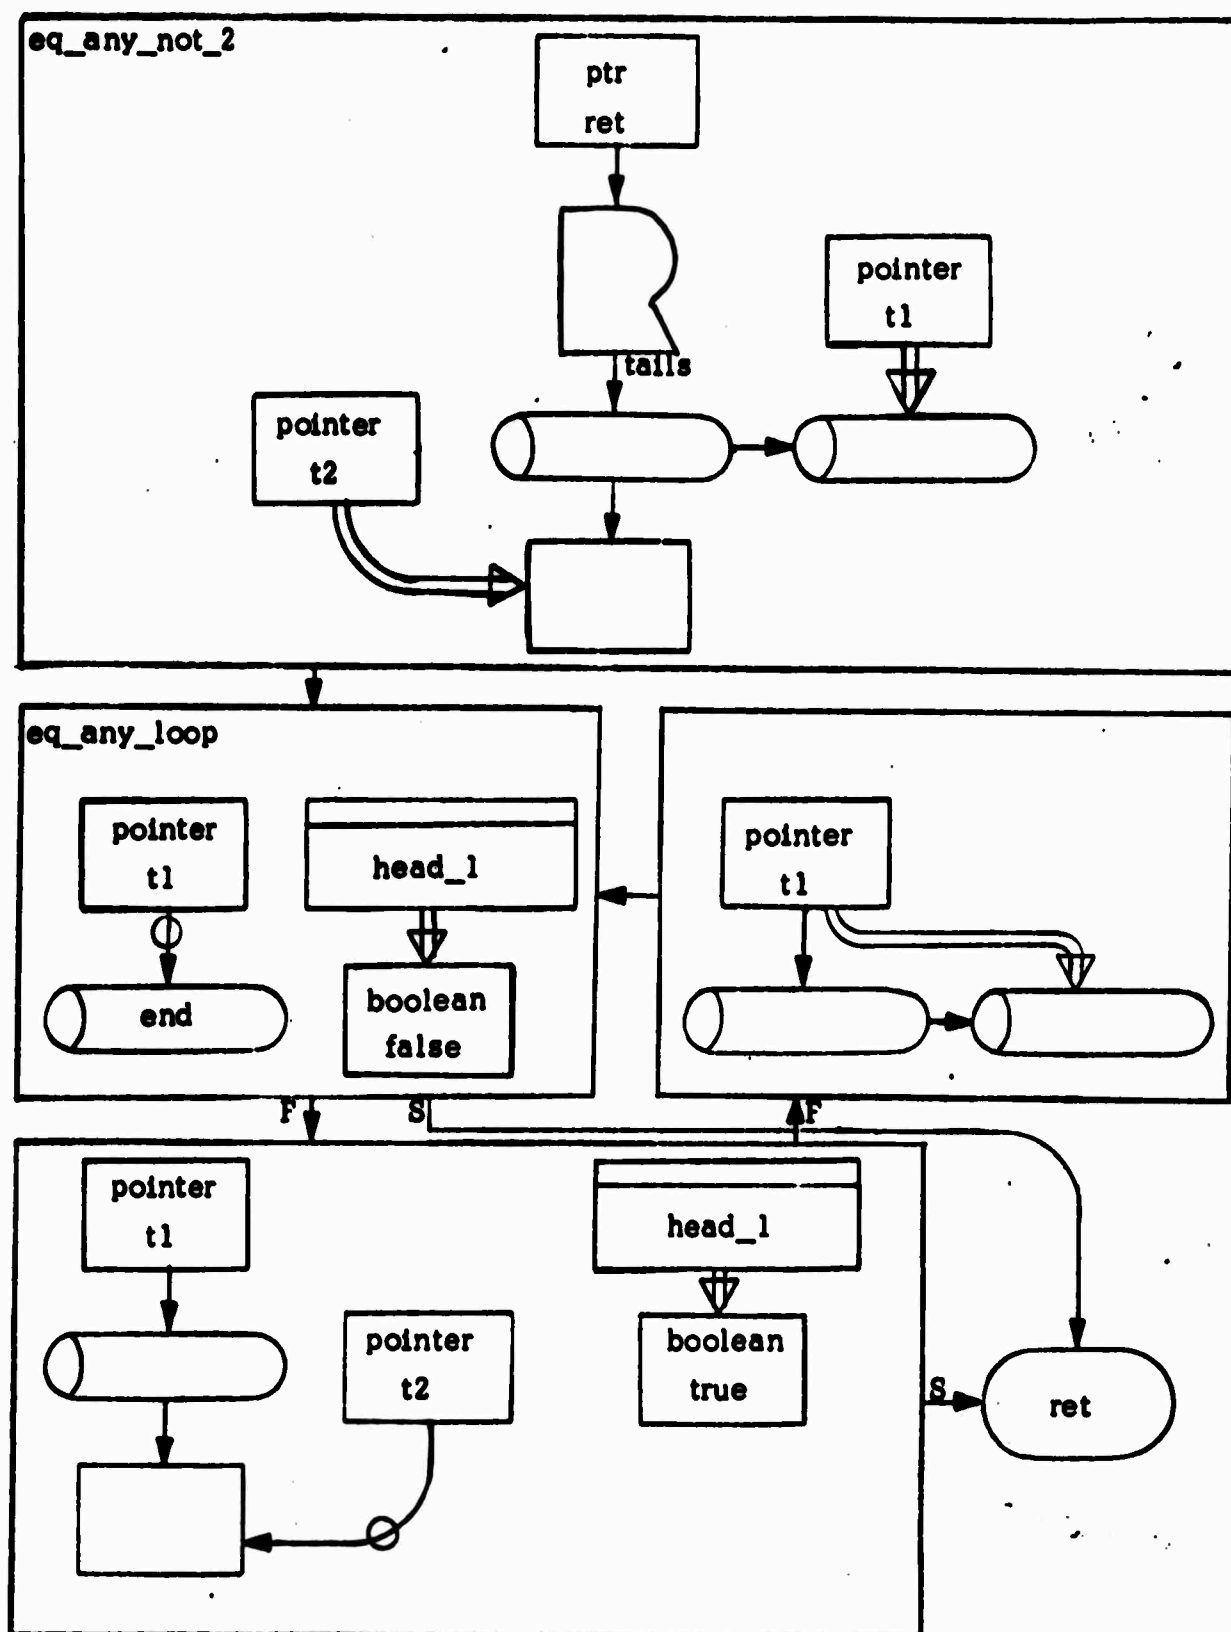 eq_any_not_2
ptr
ret
pointer
t1
tails
pointer
t2
eq_any_loop
pointer
t1
head_1
end
boolean
false
pointer
t1
F
S
F
pointer
t1
head_1
pointer
t2
boolean
true
S
ret